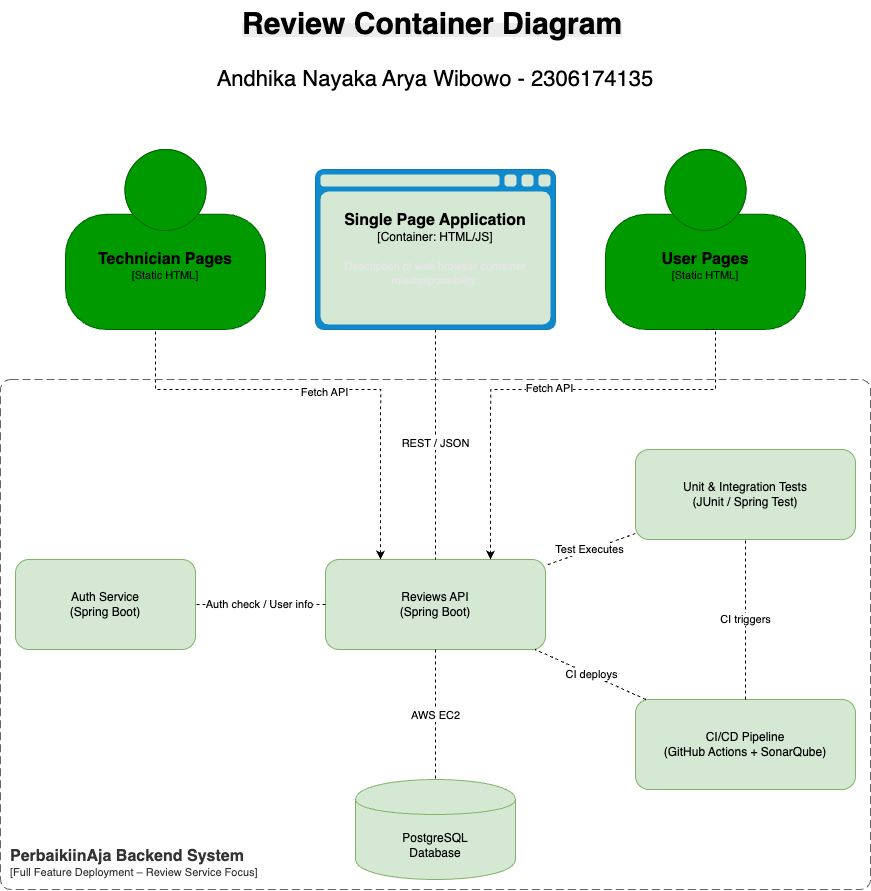 Review Container Diagram
Andhika Nayaka Arya Wibowo - 2306174135
Technician Pages
[Static HTML]
Single Page Application
[Container: HTML/JS]
Description of web browser container
role/responsibility.
User Pages
[Static HTML]
Fetch API
Fetch API
REST / JSON
Unit & Integration Tests
(JUnit / Spring Test)
Test Executes
Auth Service
(Spring Boot)
Auth check / User info
Reviews API
(Spring Boot)
CI triggers
CI deploys
AWS EC2
CI/CD Pipeline
(GitHub Actions + SonarQube)
PostgreSQL
Database
PerbaikiinAja Backend System
[Full Feature Deployment – Review Service Focus]